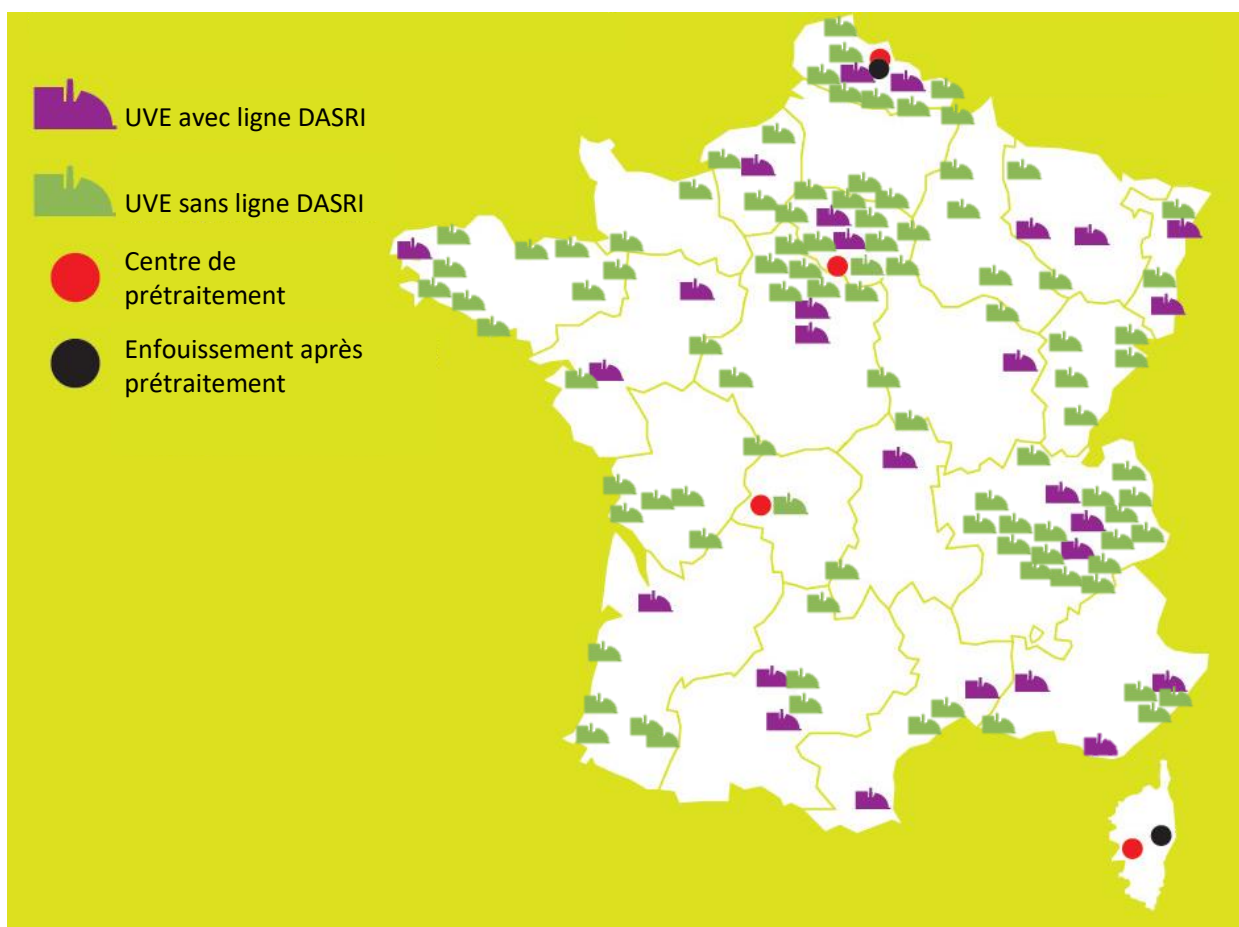 UVE avec ligne DASRI
UVE sans ligne DASRI
Centre de
prétraitement
Enfouissement après
prétraitement